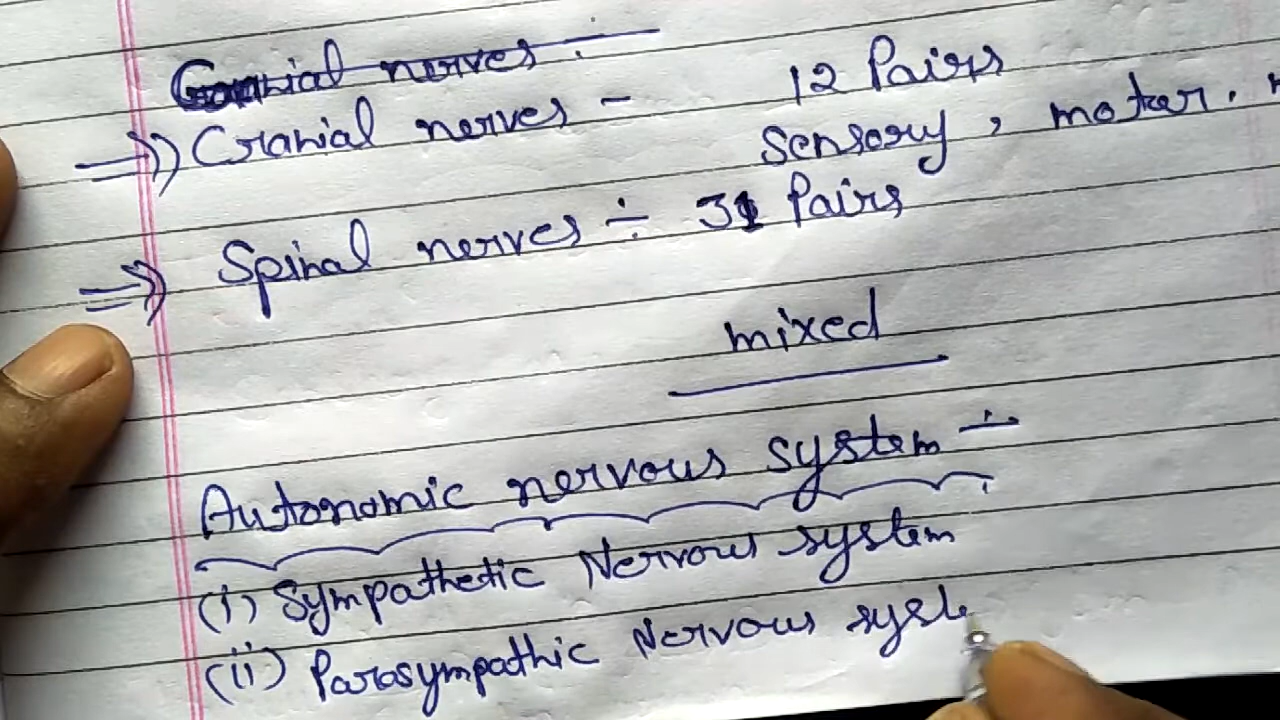 Cranial nerves :-
⇒ Cranial nerves - 12 Pairs
Sensory, motor.
⇒ Spinal nerves ÷ 31 Pairs
mixed
Autonomic nervous system ÷
(i) Sympathetic Nervous system
(ii) Parasympathic Nervous syste